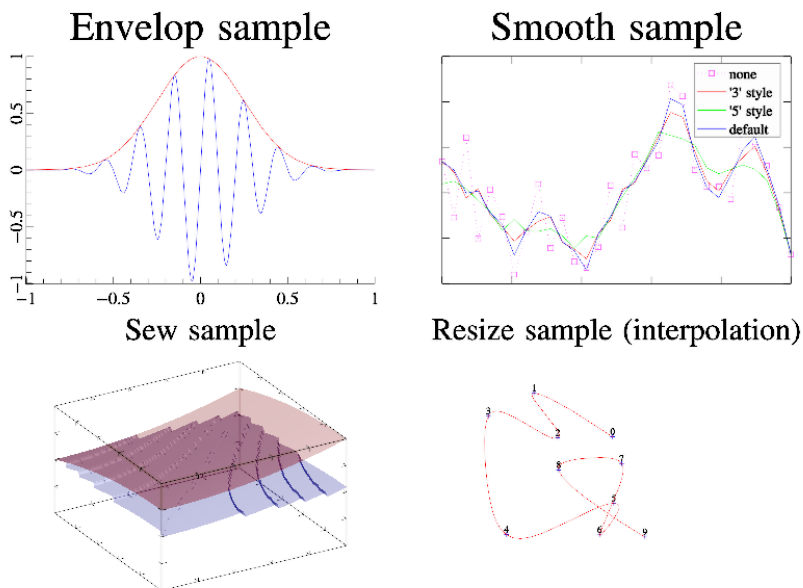 Envelop sample
Smooth sample
1
0.5
0
−0.5
−1
−1 −0.5 0 0.5 1
none
'3' style
'5' style
default
Sew sample
Resize sample (interpolation)
1
3
2 0
8 7
5
4 6 9